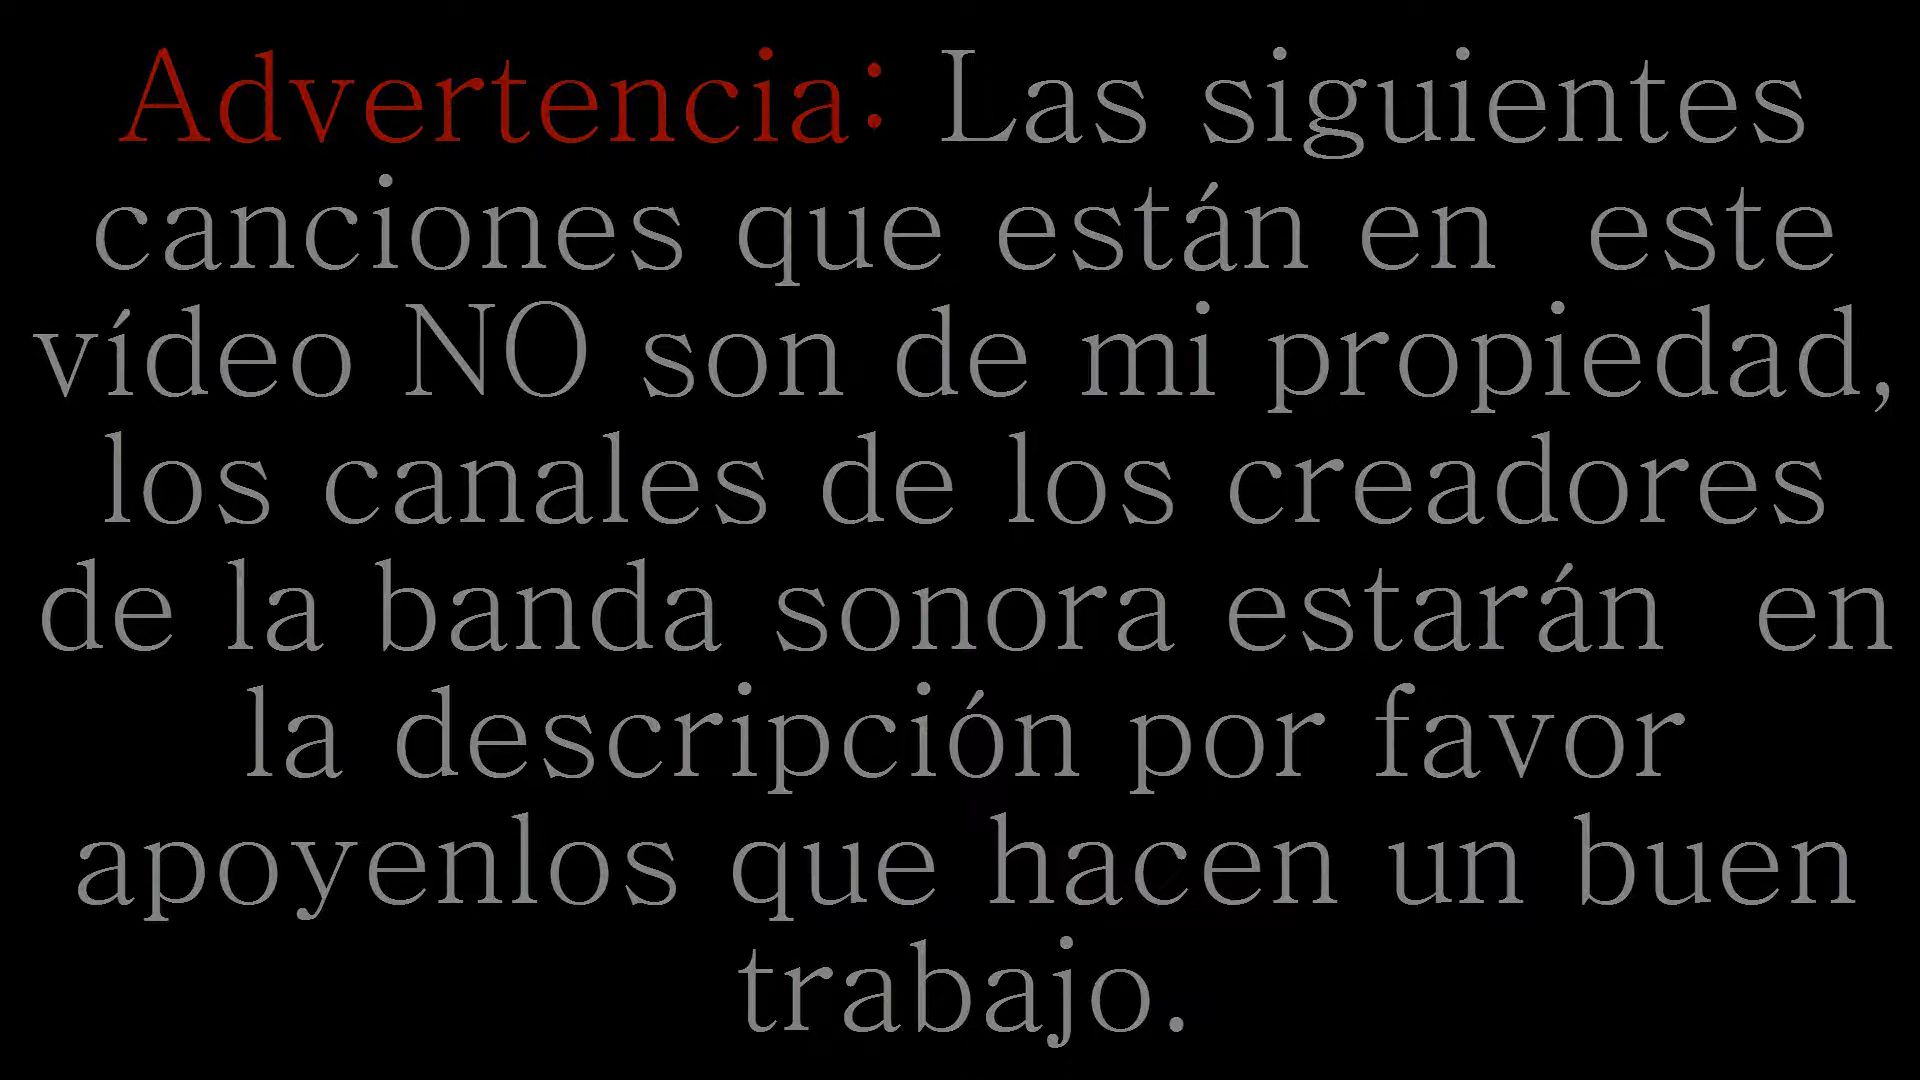 Advertencia: Las siguientes
canciones que están en  este
vídeo NO son de mi propiedad,
los canales de los creadores
de la banda sonora estarán  en
la descripción por favor
apoyenlos que hacen un buen
trabajo.